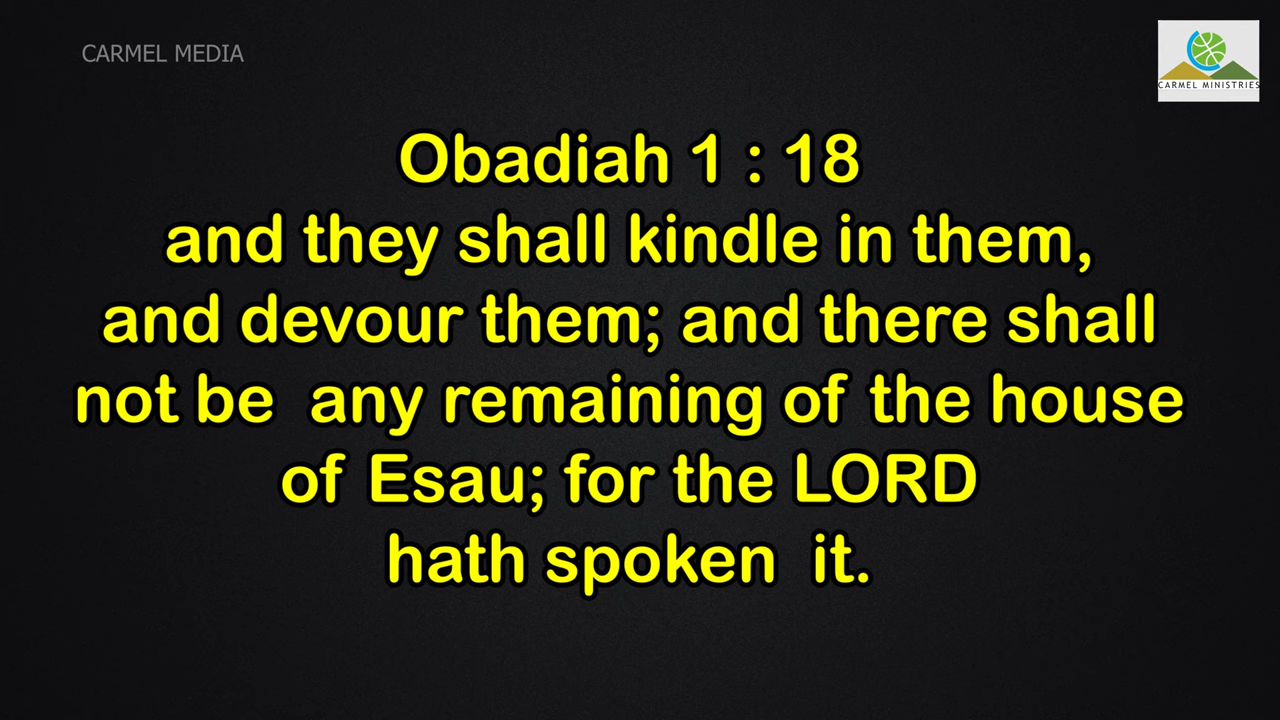 CARMEL MEDIA
CARMEL MINISTRIES
Obadiah 1 : 18
and they shall kindle in them,
and devour them; and there shall
not be  any remaining of the house
of Esau; for the LORD
hath spoken  it.